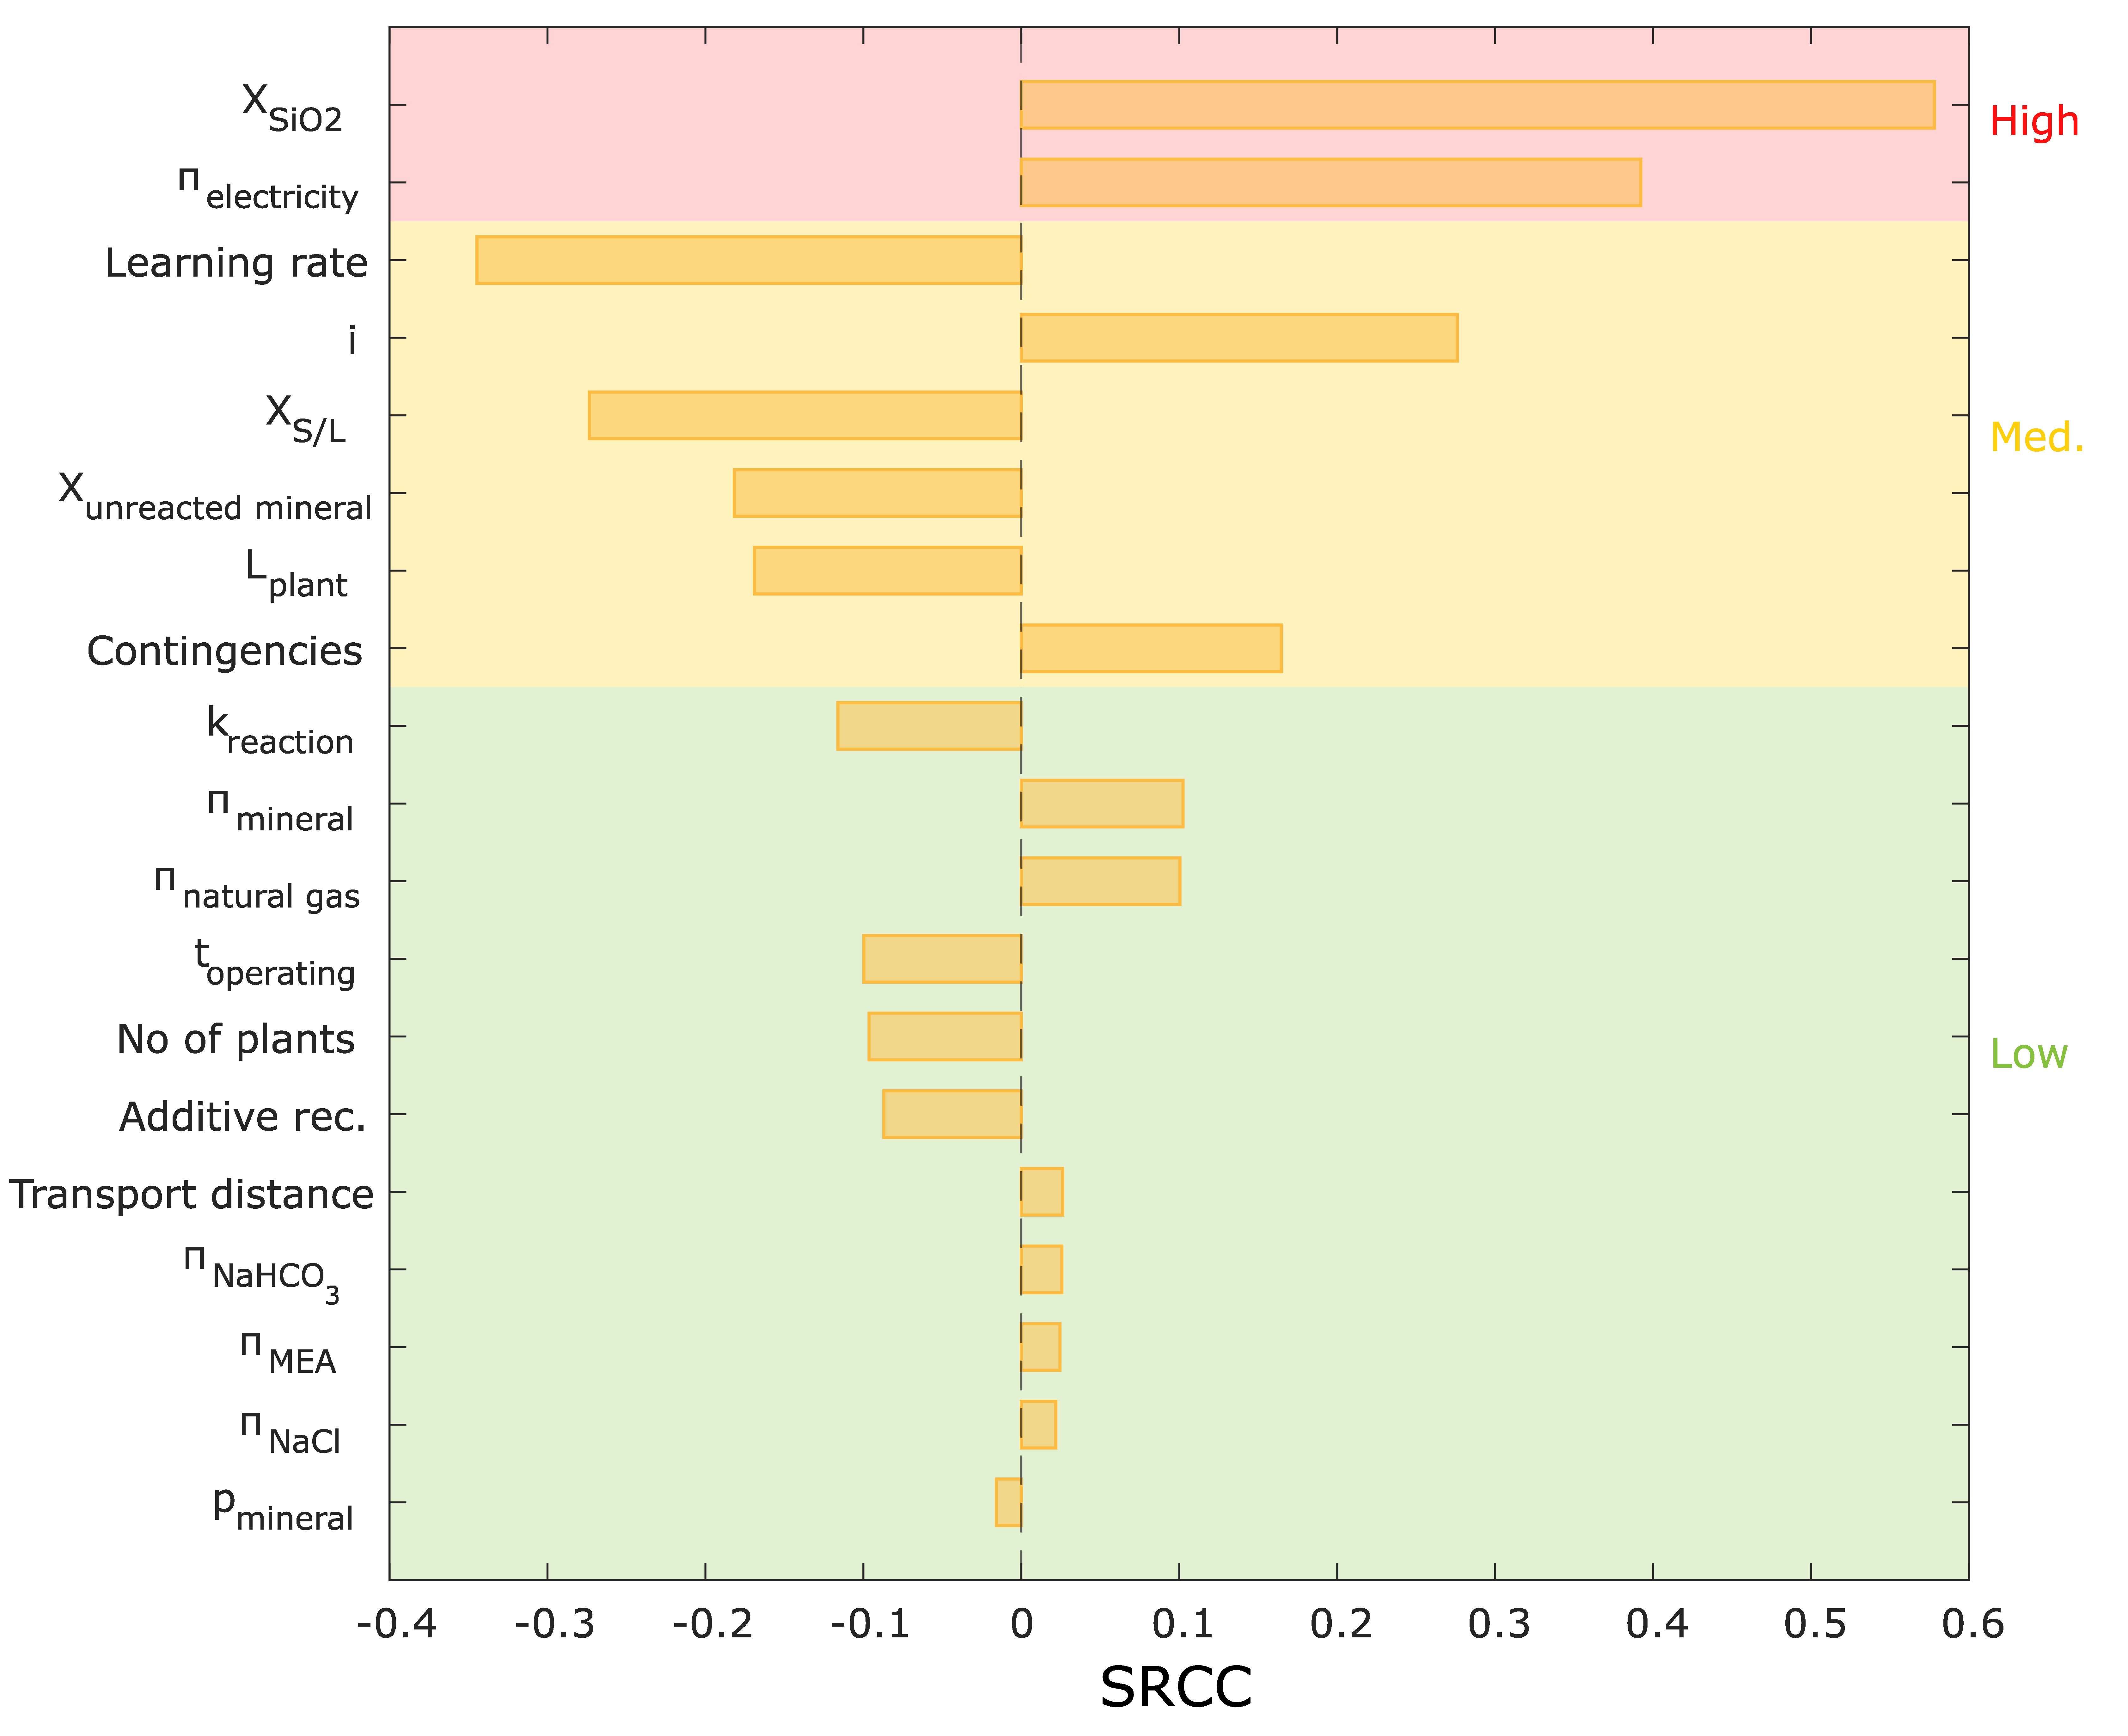 X_SiO2
High
π_electricity
Learning rate
i
X_S/L
Med.
X_unreacted mineral
L_plant
Contingencies
k_reaction
π_mineral
π_natural gas
t_operating
No of plants
Low
Additive rec.
Transport distance
π_NaHCO₃
π_MEA
π_NaCl
p_mineral
-0.4 -0.3 -0.2 -0.1 0 0.1 0.2 0.3 0.4 0.5 0.6
SRCC